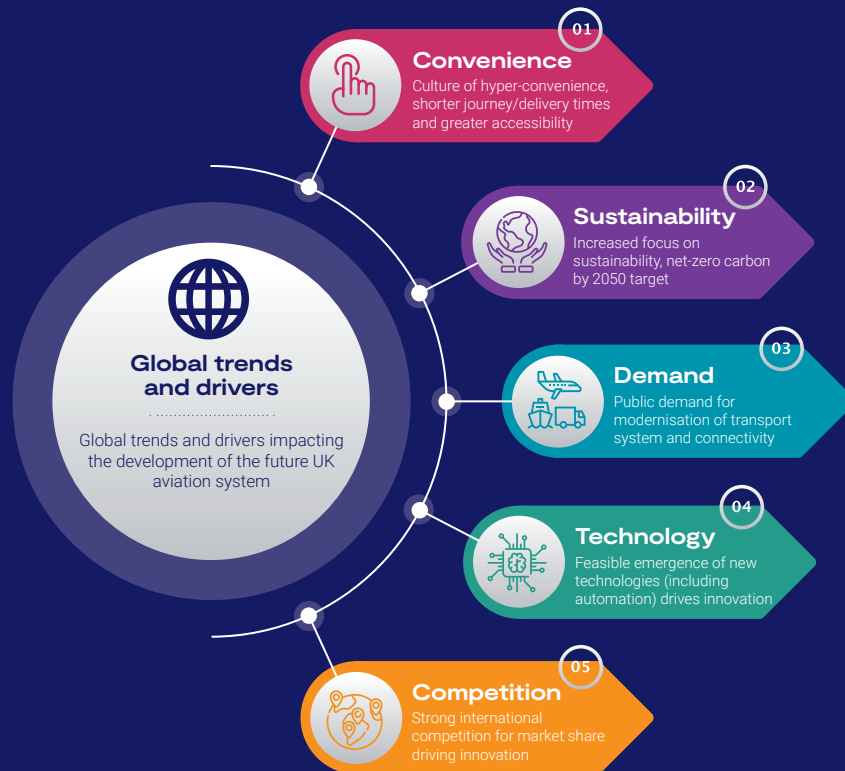 Global trends
and drivers
Global trends and drivers impacting
the development of the future UK
aviation system
01
Convenience
Culture of hyper-convenience,
shorter journey/delivery times
and greater accessibility
02
Sustainability
Increased focus on
sustainability, net-zero carbon
by 2050 target
03
Demand
Public demand for
modernisation of transport
system and connectivity
04
Technology
Feasible emergence of new
technologies (including
automation) drives innovation
05
Competition
Strong international
competition for market share
driving innovation